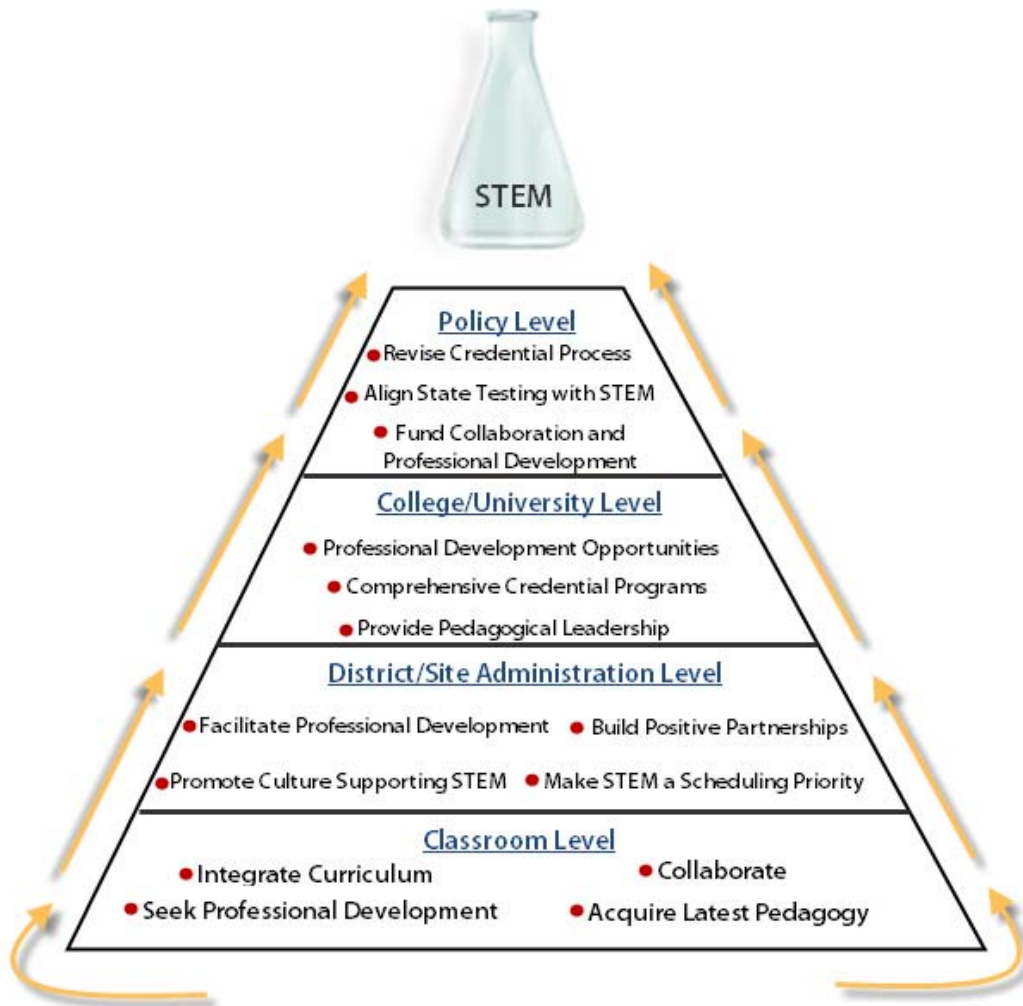 STEM
Policy Level
Revise Credential Process
Align State Testing with STEM
Fund Collaboration and
Professional Development
College/University Level
Professional Development Opportunities
Comprehensive Credential Programs
Provide Pedagogical Leadership
District/Site Administration Level
Facilitate Professional Development
Build Positive Partnerships
Promote Culture Supporting STEM
Make STEM a Scheduling Priority
Classroom Level
Integrate Curriculum
Collaborate
Seek Professional Development
Acquire Latest Pedagogy